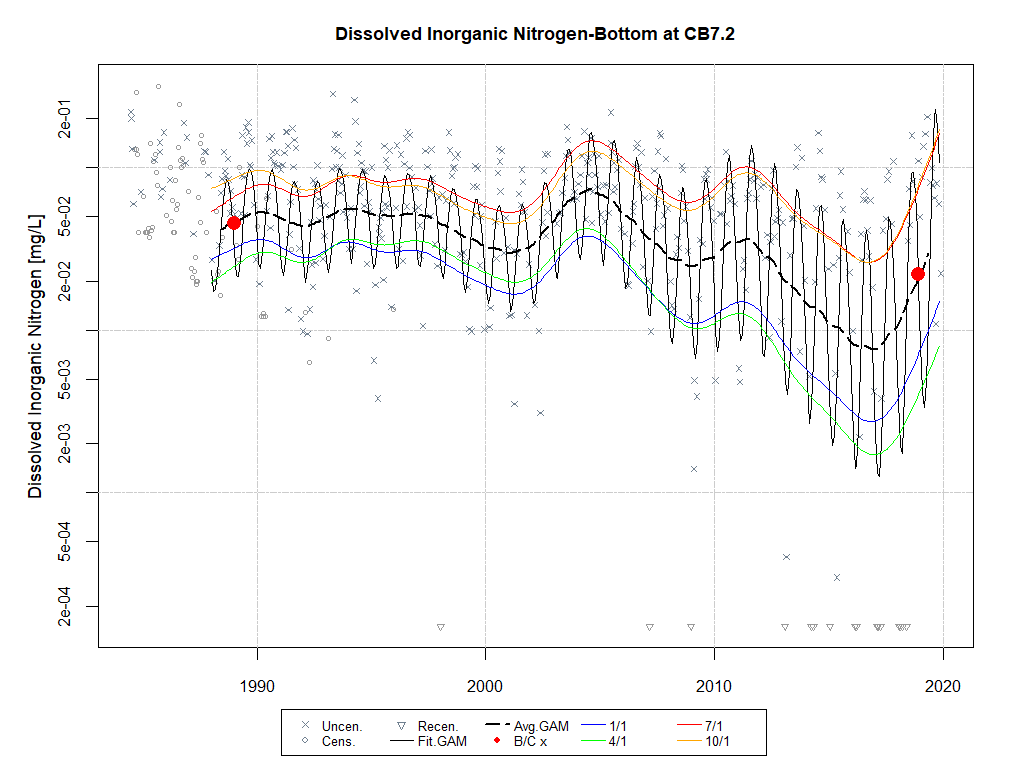 Dissolved Inorganic Nitrogen-Bottom at CB7.2
Dissolved Inorganic Nitrogen [mg/L]
2e-01
5e-02
2e-02
5e-03
2e-03
5e-04
2e-04
1990 2000 2010 2020
Uncen. Recen. Avg.GAM 1/1 7/1
Cens. Fit.GAM B/C x 4/1 10/1